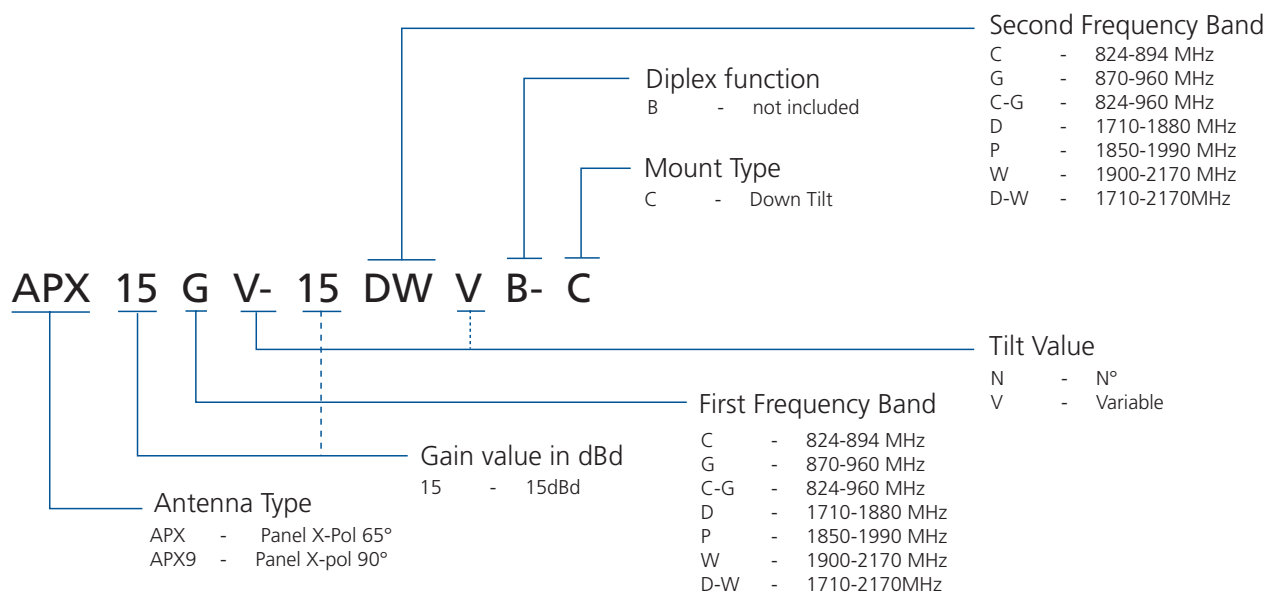 Second Frequency Band
C - 824-894 MHz
G - 870-960 MHz
C-G - 824-960 MHz
D - 1710-1880 MHz
P - 1850-1990 MHz
W - 1900-2170 MHz
D-W - 1710-2170MHz
Diplex function
B - not included
Mount Type
C - Down Tilt
APX 15 G V- 15 DW V B- C
Tilt Value
N - N°
V - Variable
First Frequency Band
C - 824-894 MHz
G - 870-960 MHz
C-G - 824-960 MHz
D - 1710-1880 MHz
P - 1850-1990 MHz
W - 1900-2170 MHz
D-W - 1710-2170MHz
Gain value in dBd
15 - 15dBd
Antenna Type
APX - Panel X-Pol 65°
APX9 - Panel X-pol 90°